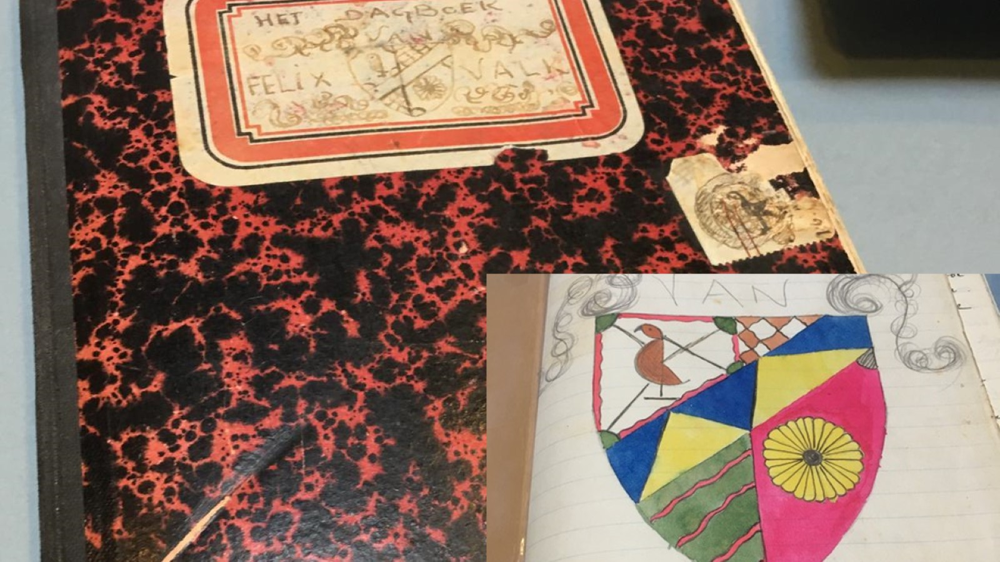 HET DAGBOEK
VAN
FELIX VALK
VAN